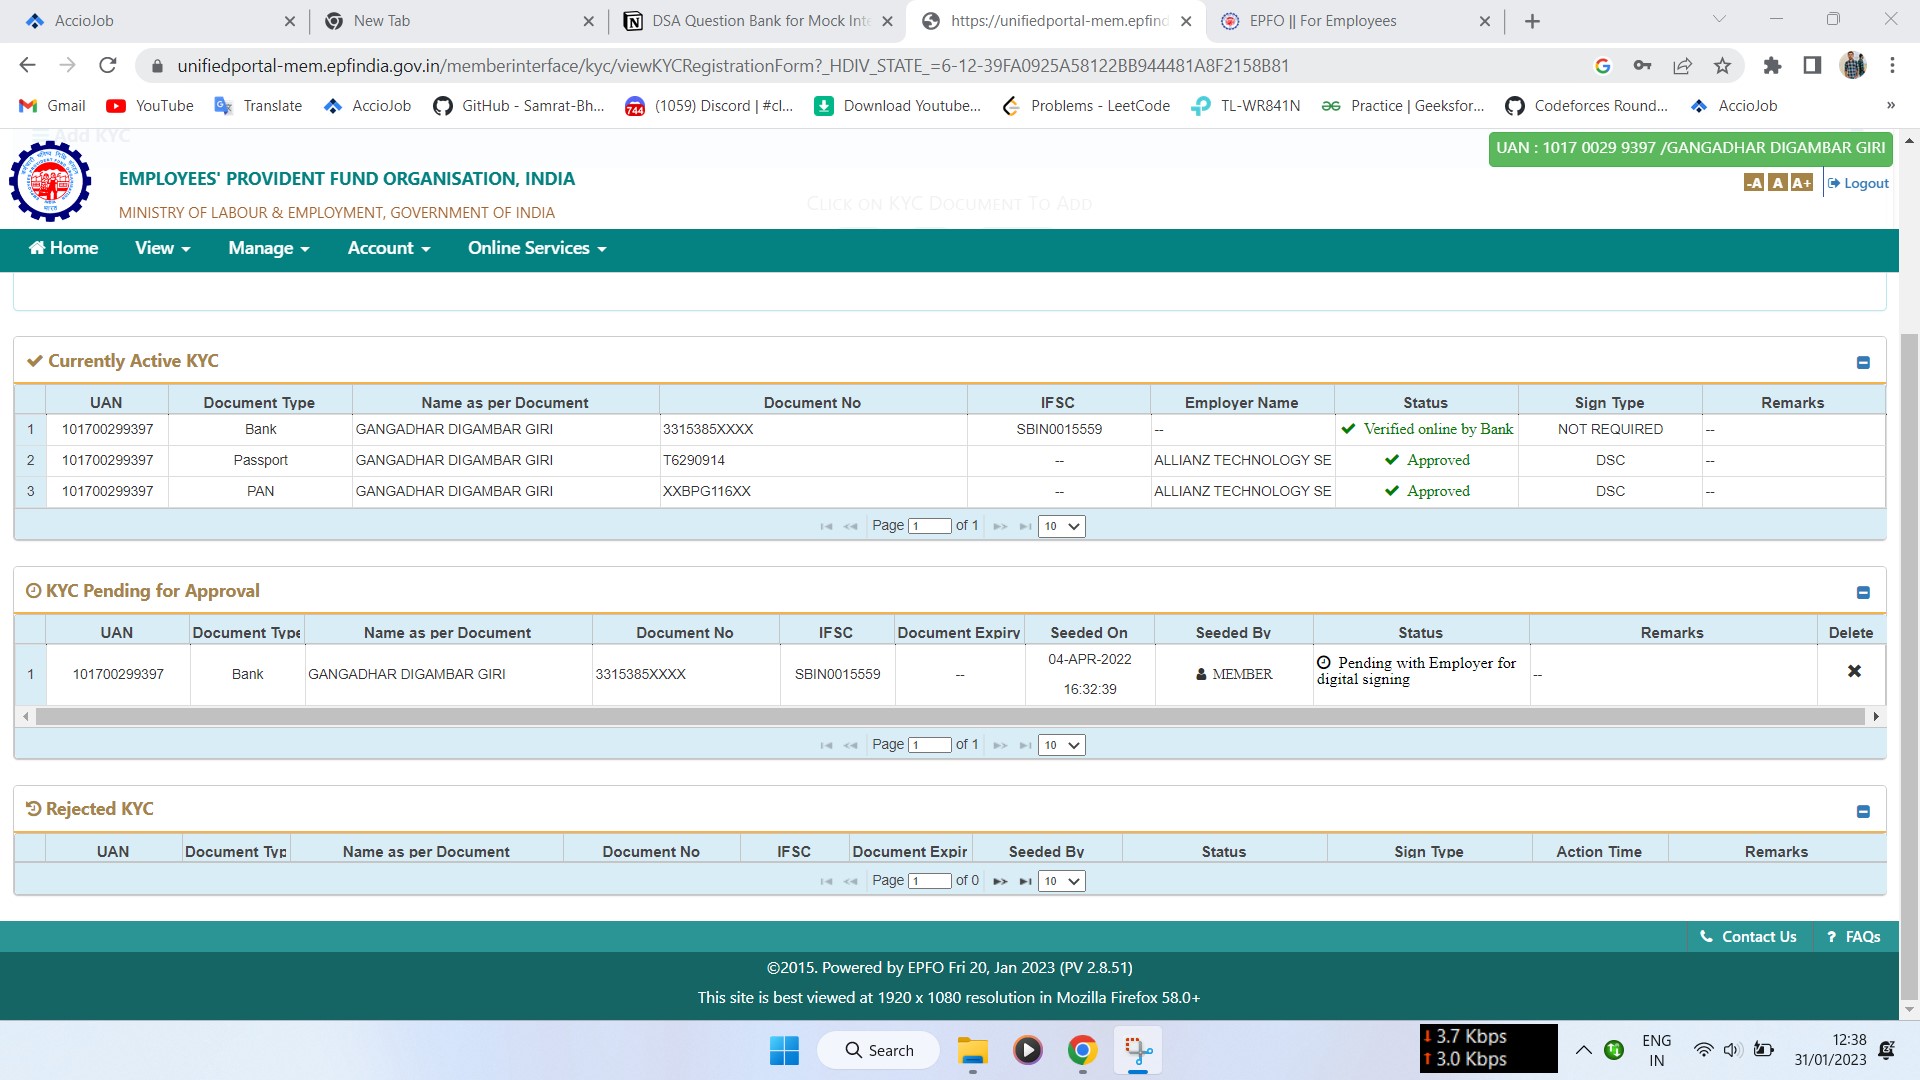 AccioJob
New Tab
DSA Question Bank for Mock Inte
https://unifiedportal-mem.epfind
EPFO || For Employees
unifiedportal-mem.epfindia.gov.in/memberinterface/kyc/viewKYCRegistrationForm?_HDIV_STATE_=6-12-39FA0925A58122BB944481A8F2158B81
Gmail YouTube Translate AccioJob GitHub - Samrat-Bh... (1059) Discord | #cl... Download Youtube... Problems - LeetCode TL-WR841N Practice | Geeksfor... Codeforces Round... AccioJob »
744
Add KYC
UAN : 1017 0029 9397 /GANGADHAR DIGAMBAR GIRI
EMPLOYEES' PROVIDENT FUND ORGANISATION, INDIA
-A A A+ Logout
MINISTRY OF LABOUR & EMPLOYMENT, GOVERNMENT OF INDIA
CLICK ON KYC DOCUMENT TO ADD
Home View Manage Account Online Services
Currently Active KYC
UAN Document Type Name as per Document Document No IFSC Employer Name Status Sign Type Remarks
1 101700299397 Bank GANGADHAR DIGAMBAR GIRI 3315385XXXX SBIN0015559 -- Verified online by Bank NOT REQUIRED --
2 101700299397 Passport GANGADHAR DIGAMBAR GIRI T6290914 -- ALLIANZ TECHNOLOGY SE Approved DSC --
3 101700299397 PAN GANGADHAR DIGAMBAR GIRI XXBPG116XX -- ALLIANZ TECHNOLOGY SE Approved DSC --
Page 1 of 1 10
KYC Pending for Approval
UAN Document Type Name as per Document Document No IFSC Document Expiry Seeded On Seeded By Status Remarks Delete
1 101700299397 Bank GANGADHAR DIGAMBAR GIRI 3315385XXXX SBIN0015559 -- 04-APR-2022 16:32:39 MEMBER Pending with Employer for digital signing --
Page 1 of 1 10
Rejected KYC
UAN Document Typ Name as per Document Document No IFSC Document Expir Seeded By Status Sign Type Action Time Remarks
Page 1 of 0 10
Contact Us ? FAQs
©2015. Powered by EPFO Fri 20, Jan 2023 (PV 2.8.51)
This site is best viewed at 1920 x 1080 resolution in Mozilla Firefox 58.0+
Search
3.7 Kbps
3.0 Kbps
ENG
IN
12:38
31/01/2023